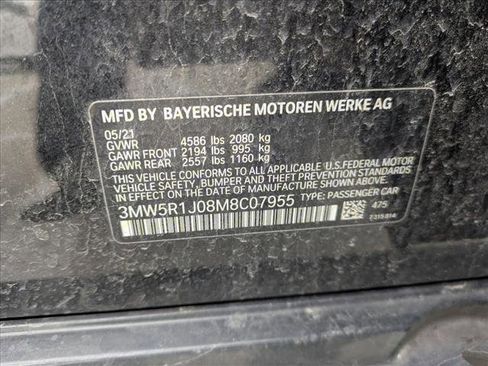 MFD BY BAYERISCHE MOTOREN WERKE AG
05/21
GVWR 4586 lbs 2080 kg
GAWR FRONT 2194 lbs 995 kg
GAWR REAR 2557 lbs 1160 kg
THIS VEHICLE CONFORMS TO ALL APPLICABLE U.S.FEDERAL MOTOR
VEHICLE SAFETY, BUMPER AND THEFT PREVENTION STANDARDS
IN EFFECT ON THE DATE OF MANUFACTURE SHOWN ABOVE.
3MW5R1J08M8C07955 TYPE: PASSENGER CAR
475